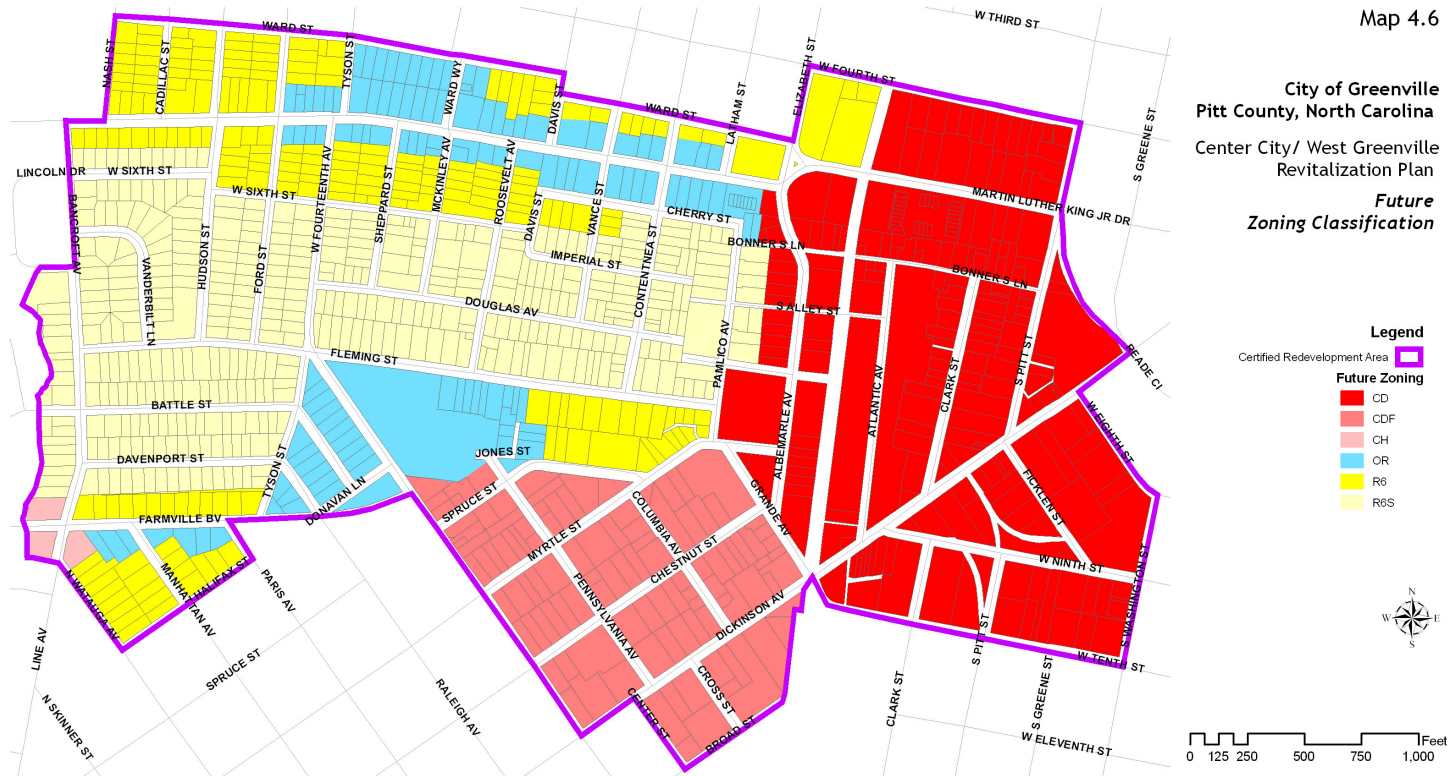 Map 4.6
City of Greenville
Pitt County, North Carolina
Center City/ West Greenville
Revitalization Plan
Future
Zoning Classification
Legend
Certified Redevelopment Area
Future Zoning
CD
CDF
CH
OR
R6
R6S
N
W
E
S
0 125 250 500 750 1,000
Feet
W THIRD ST
WARD ST
NASH ST
CADILLAC ST
TYSON ST
WARD WY
DAVIS ST
WARD ST
LATHAM ST
ELIZABETH ST
W FOURTH ST
S GREENE ST
LINCOLN DR
W SIXTH ST
W SIXTH ST
BANCROFT AV
VANDERBILT LN
HUDSON ST
FORD ST
W FOURTEENTH AV
SHEPPARD ST
MCKINLEY AV
ROOSEVELT AV
DAVIS ST
VANCE ST
CONTENTNEA ST
CHERRY ST
MARTIN LUTHER KING JR DR
BONNER S LN
BONNER S LN
IMPERIAL ST
DOUGLAS AV
S ALLEY ST
FLEMING ST
PAMLICO AV
ALBEMARLE AV
ATLANTIC AV
CLARK ST
S PITT ST
READE CI
W EIGHTH ST
BATTLE ST
DAVENPORT ST
TYSON ST
DONAVAN LN
JONES ST
SPRUCE ST
MYRTLE ST
COLUMBIA AV
CHESTNUT ST
GRANDE AV
FICKLEN ST
W NINTH ST
S WASHINGTON ST
FARMVILLE BV
N WATAUGA AV
MANHATTAN AV
HALIFAX ST
PARIS AV
PENNSYLVANIA AV
DICKINSON AV
CROSS ST
CENTER ST
BROAD ST
LINE AV
SPRUCE ST
N SKINNER ST
RALEIGH AV
CLARK ST
S PITT ST
S GREENE ST
W TENTH ST
W ELEVENTH ST